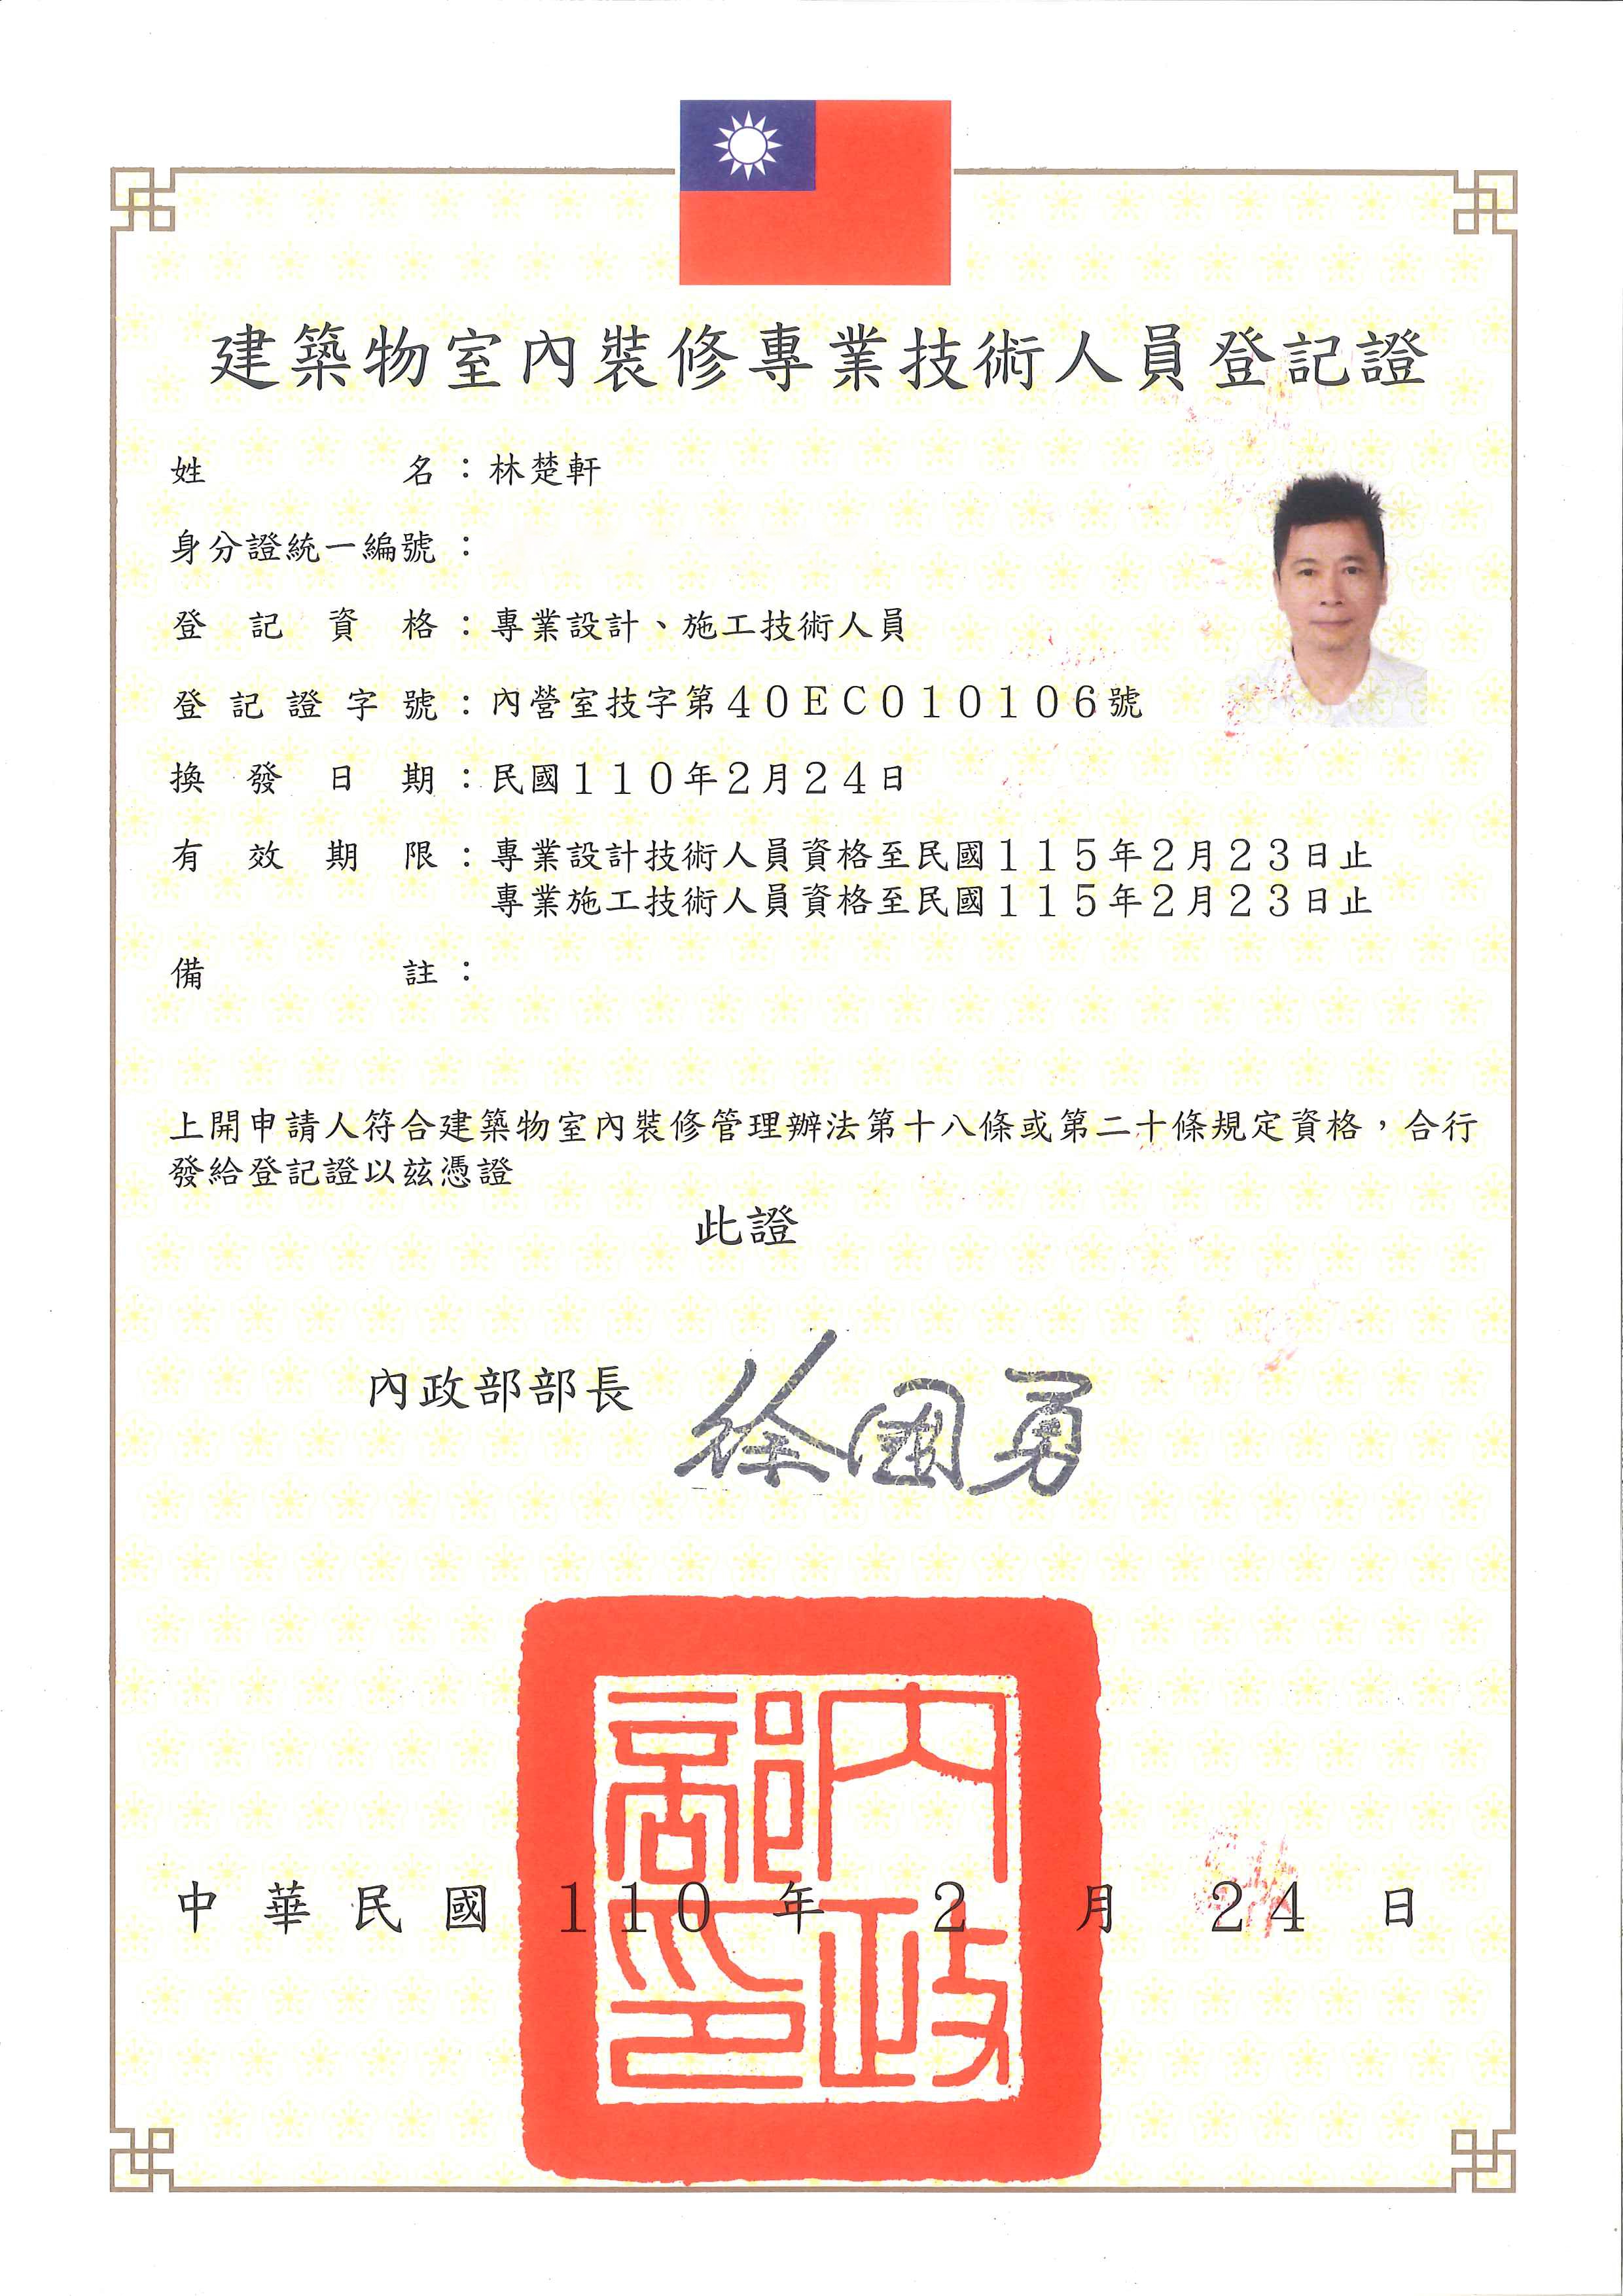 建築物室內裝修專業技術人員登記證
姓名：林楚軒
身分證統一編號：
登記資格：專業設計、施工技術人員
登記證字號：內營室技字第４０ＥＣ０１０１０６號
換發日期：民國１１０年２月２４日
有效期限：專業設計技術人員資格至民國１１５年２月２３日止
專業施工技術人員資格至民國１１５年２月２３日止
備註：
上開申請人符合建築物室內裝修管理辦法第十八條或第二十條規定資格，合行
發給登記證以茲憑證
此證
內政部部長 徐國勇
內政部印
中華民國 110 年 2 月 24 日